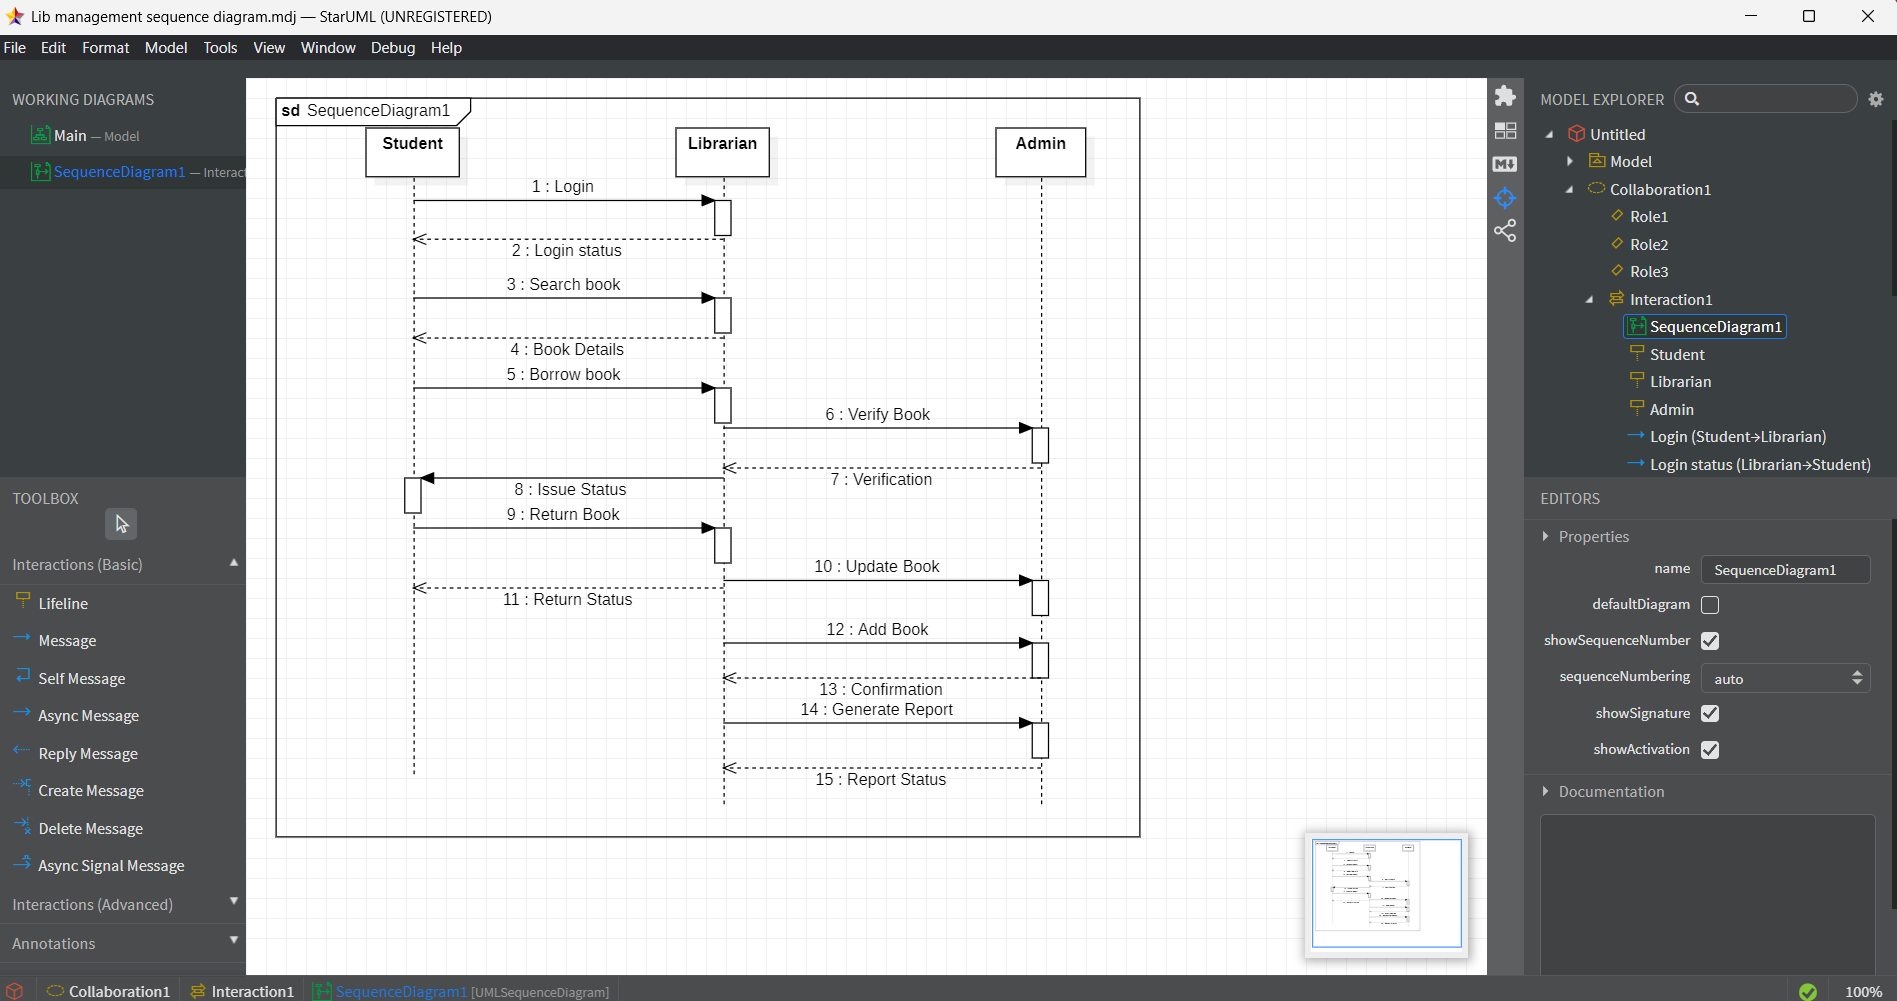 Lib management sequence diagram.mdj — StarUML (UNREGISTERED)
File Edit Format Model Tools View Window Debug Help
WORKING DIAGRAMS
Main — Model
SequenceDiagram1 — Interac
TOOLBOX
Interactions (Basic)
Lifeline
Message
Self Message
Async Message
Reply Message
Create Message
Delete Message
Async Signal Message
Interactions (Advanced)
Annotations
sd SequenceDiagram1
Student Librarian Admin
1 : Login
2 : Login status
3 : Search book
4 : Book Details
5 : Borrow book
6 : Verify Book
7 : Verification
8 : Issue Status
9 : Return Book
10 : Update Book
11 : Return Status
12 : Add Book
13 : Confirmation
14 : Generate Report
15 : Report Status
MODEL EXPLORER
Untitled
Model
Collaboration1
Role1
Role2
Role3
Interaction1
SequenceDiagram1
Student
Librarian
Admin
Login (Student→Librarian)
Login status (Librarian→Student)
EDITORS
Properties
name SequenceDiagram1
defaultDiagram
showSequenceNumber
sequenceNumbering auto
showSignature
showActivation
Documentation
Collaboration1 Interaction1 SequenceDiagram1 [UMLSequenceDiagram] 100%